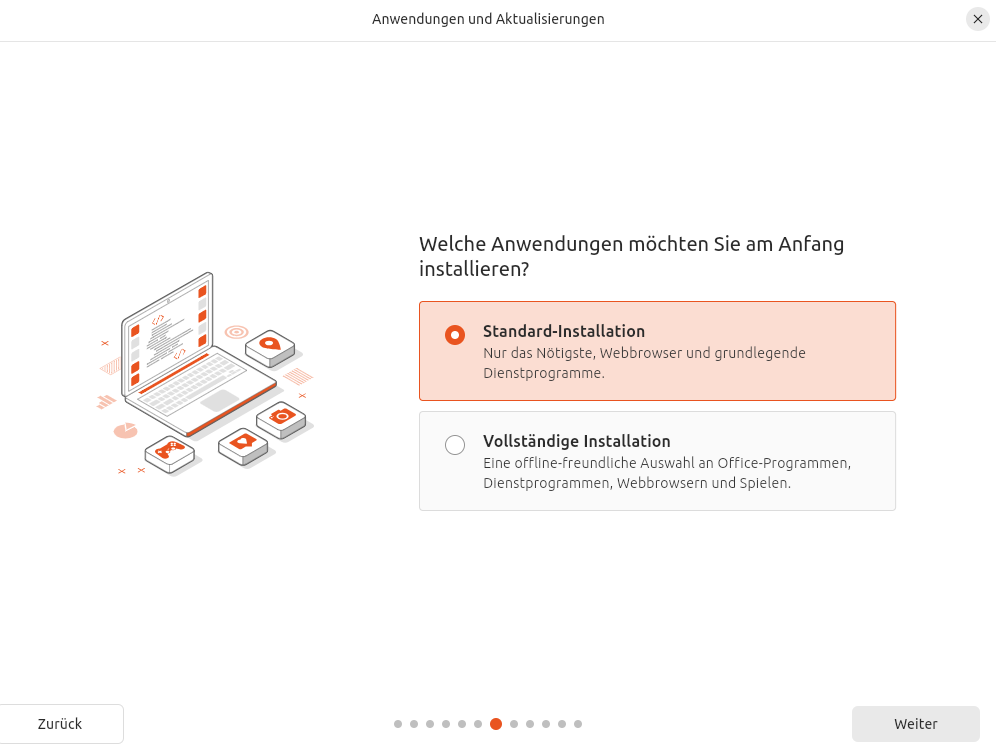 Anwendungen und Aktualisierungen
Welche Anwendungen möchten Sie am Anfang
installieren?
Standard-Installation
Nur das Nötigste, Webbrowser und grundlegende
Dienstprogramme.
Vollständige Installation
Eine offline-freundliche Auswahl an Office-Programmen,
Dienstprogrammen, Webbrowsern und Spielen.
Zurück
Weiter